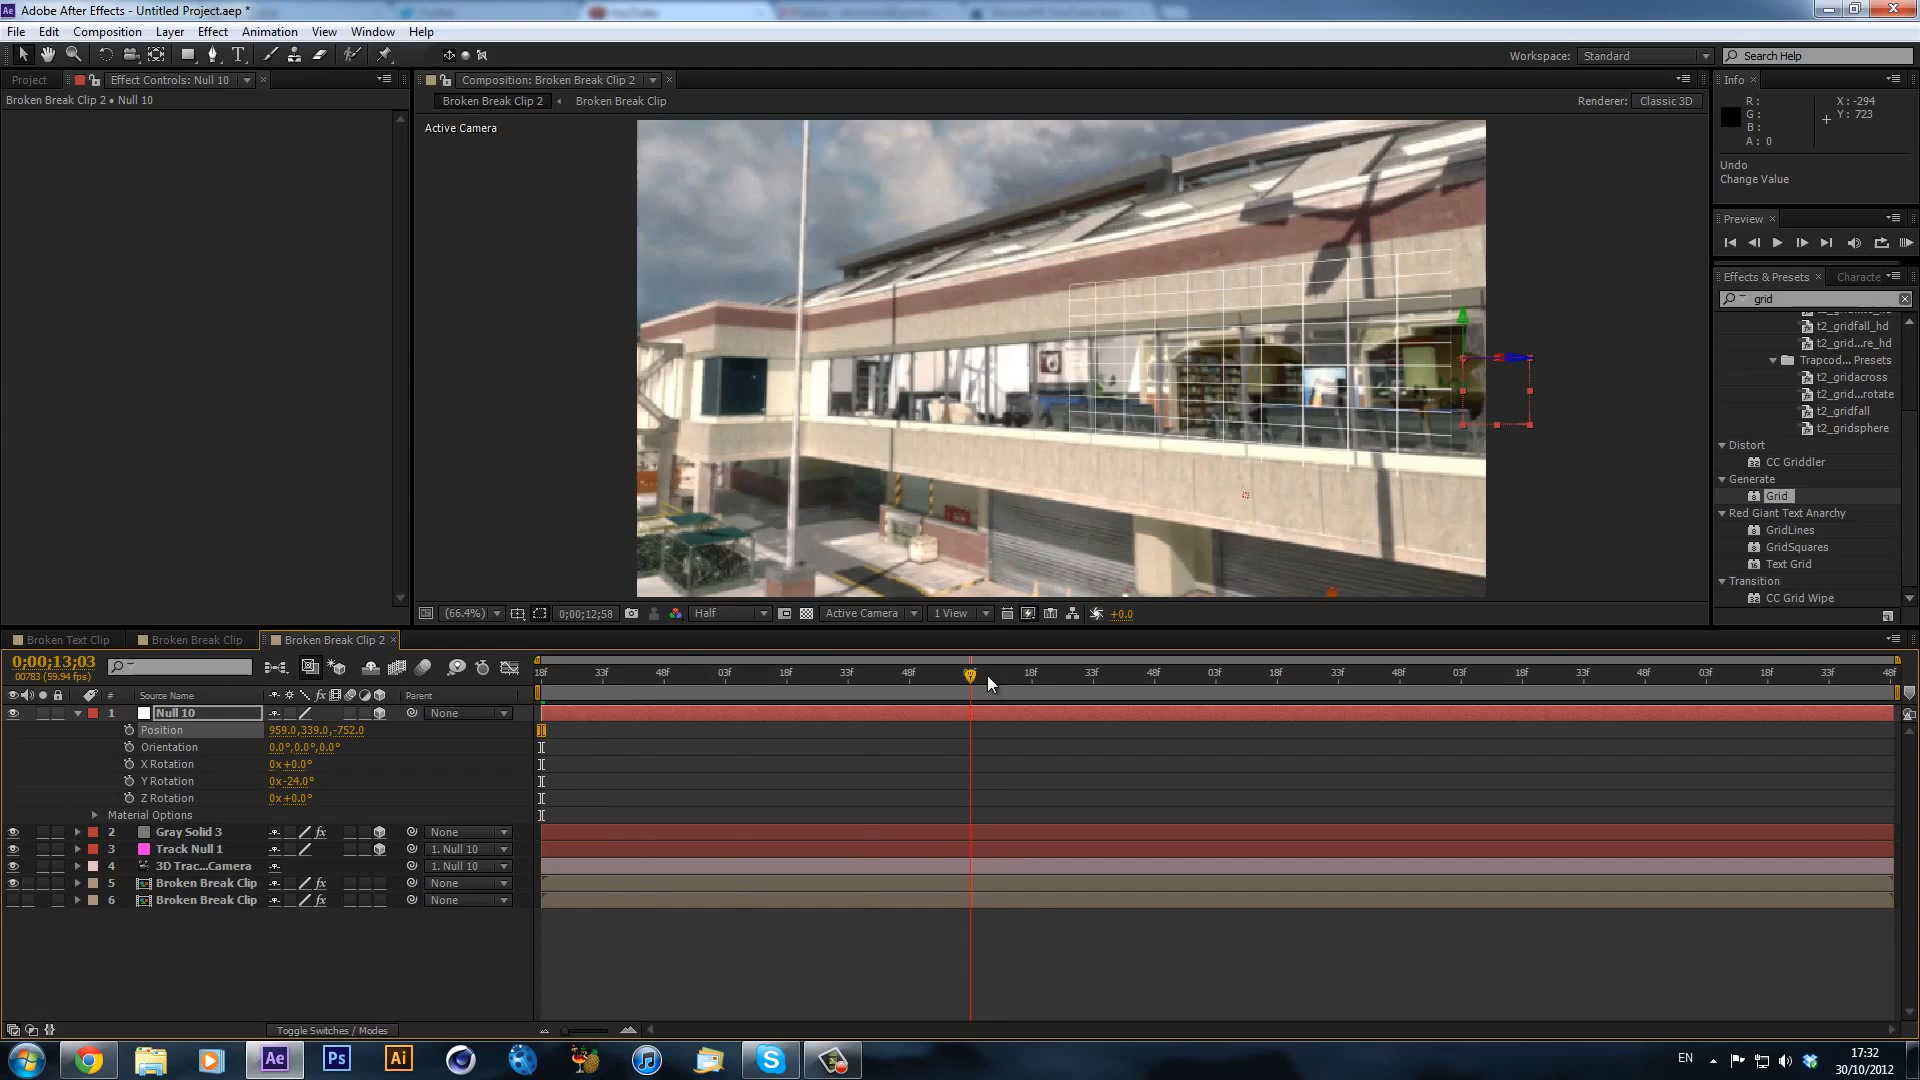 Adobe After Effects - Untitled Project.aep *
File Edit Composition Layer Effect Animation View Window Help
Workspace: Standard Search Help
Project Effect Controls: Null 10
Broken Break Clip 2 • Null 10
Composition: Broken Break Clip 2
Broken Break Clip 2 Broken Break Clip
Renderer: Classic 3D
Active Camera
(66.4%) 0;00;12;58 Half Active Camera 1 View +0.0
Info
R: X: -294
G: Y: 723
B:
A: 0
Undo
Change Value
Preview
Effects & Presets Characte
grid
t2_gridfall_hd
t2_grid...re_hd
Trapcod... Presets
t2_gridacross
t2_grid...rotate
t2_gridfall
t2_gridsphere
Distort
CC Griddler
Generate
Grid
Red Giant Text Anarchy
GridLines
GridSquares
Text Grid
Transition
CC Grid Wipe
Broken Text Clip Broken Break Clip Broken Break Clip 2
0;00;13;03
00783 (59.94 fps)
18f 33f 48f 03f 18f 33f 48f 18f 33f 48f 03f 18f 33f 48f 03f 18f 33f 48f 03f 18f 33f 48f
# Source Name Parent
1 Null 10 None
Position 959.0,339.0,-752.0
Orientation 0.0°,0.0°,0.0°
X Rotation 0x+0.0°
Y Rotation 0x-24.0°
Z Rotation 0x+0.0°
Material Options
2 Gray Solid 3 fx None
3 Track Null 1 1. Null 10
4 3D Trac...Camera 1. Null 10
5 Broken Break Clip fx None
6 Broken Break Clip fx None
Toggle Switches / Modes
Ae Ps Ai
EN
17:32
30/10/2012